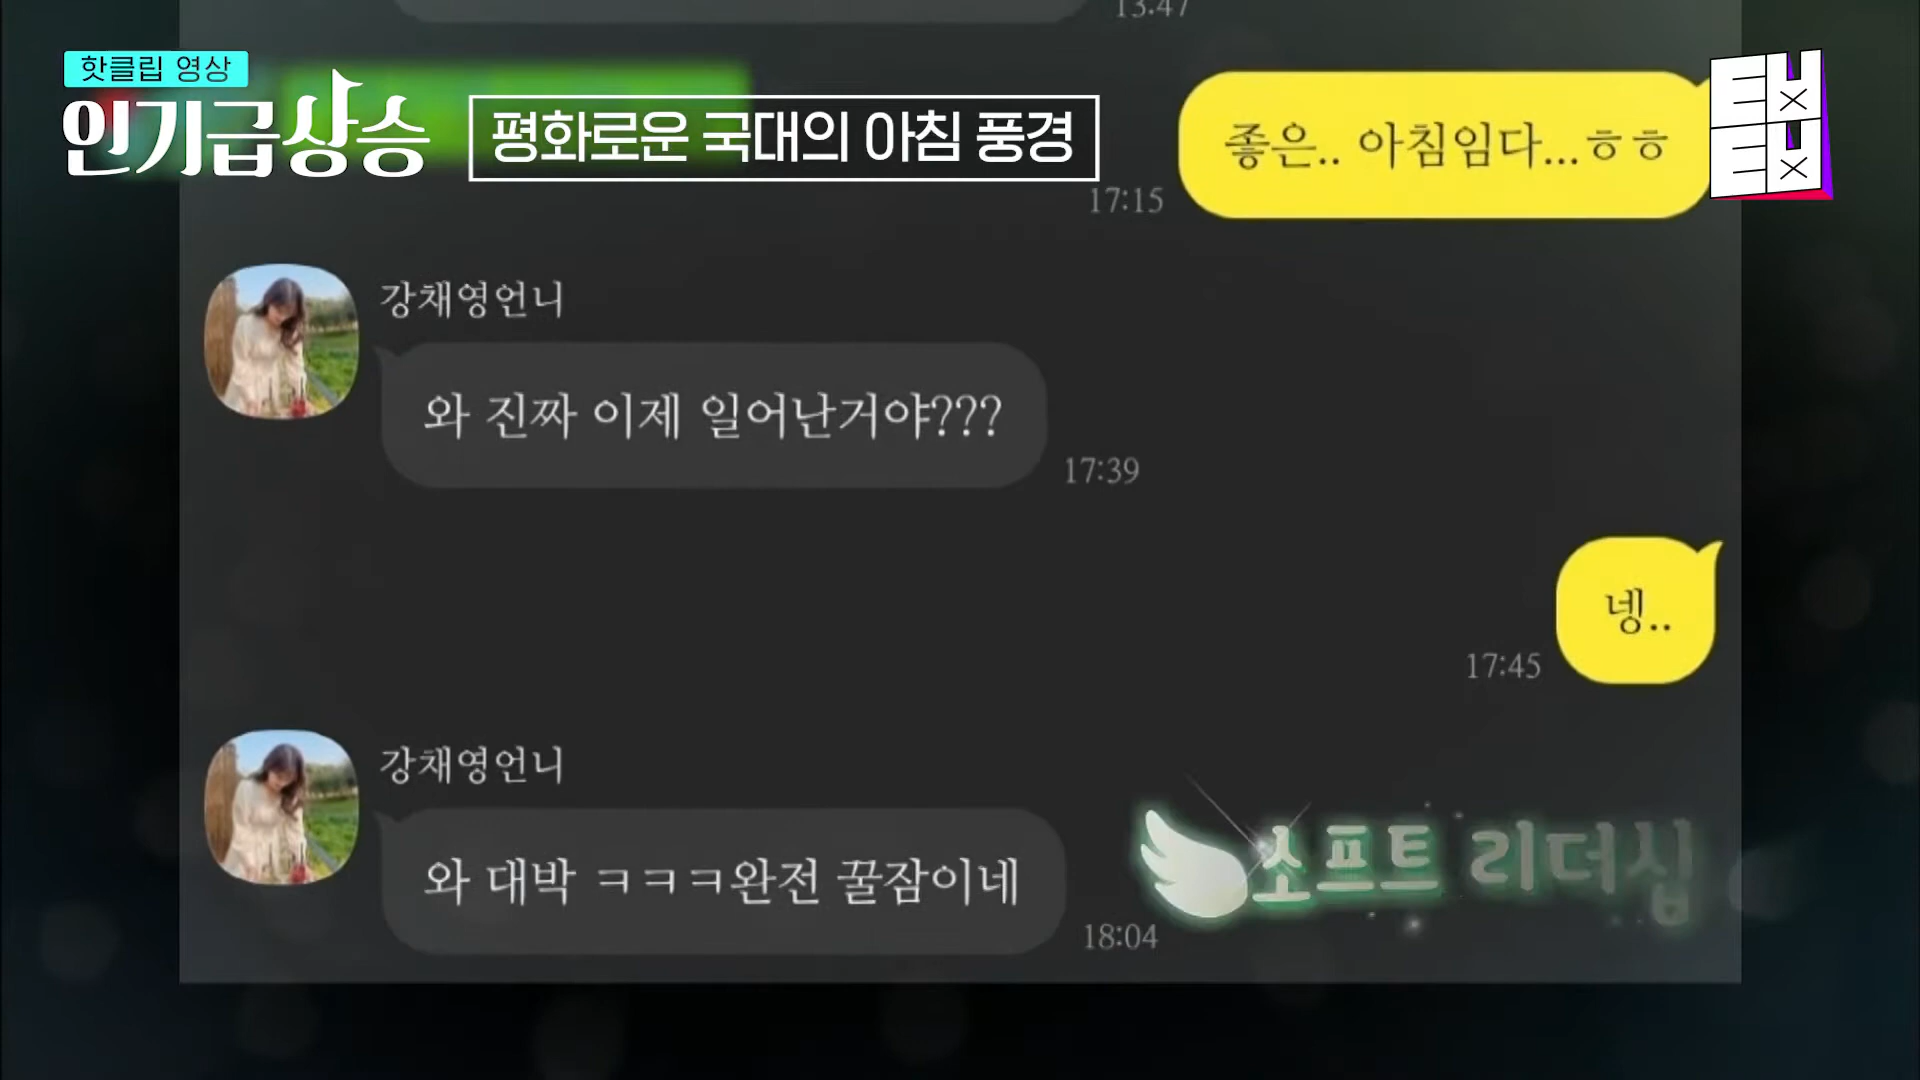 13:47
핫클립 영상
인기급상승
평화로운 국대의 아침 풍경
좋은.. 아침임다...ㅎㅎ
17:15
강채영언니
와 진짜 이제 일어난거야???
17:39
넹..
17:45
강채영언니
와 대박 ㅋㅋㅋ완전 꿀잠이네
18:04
소프트 리더십